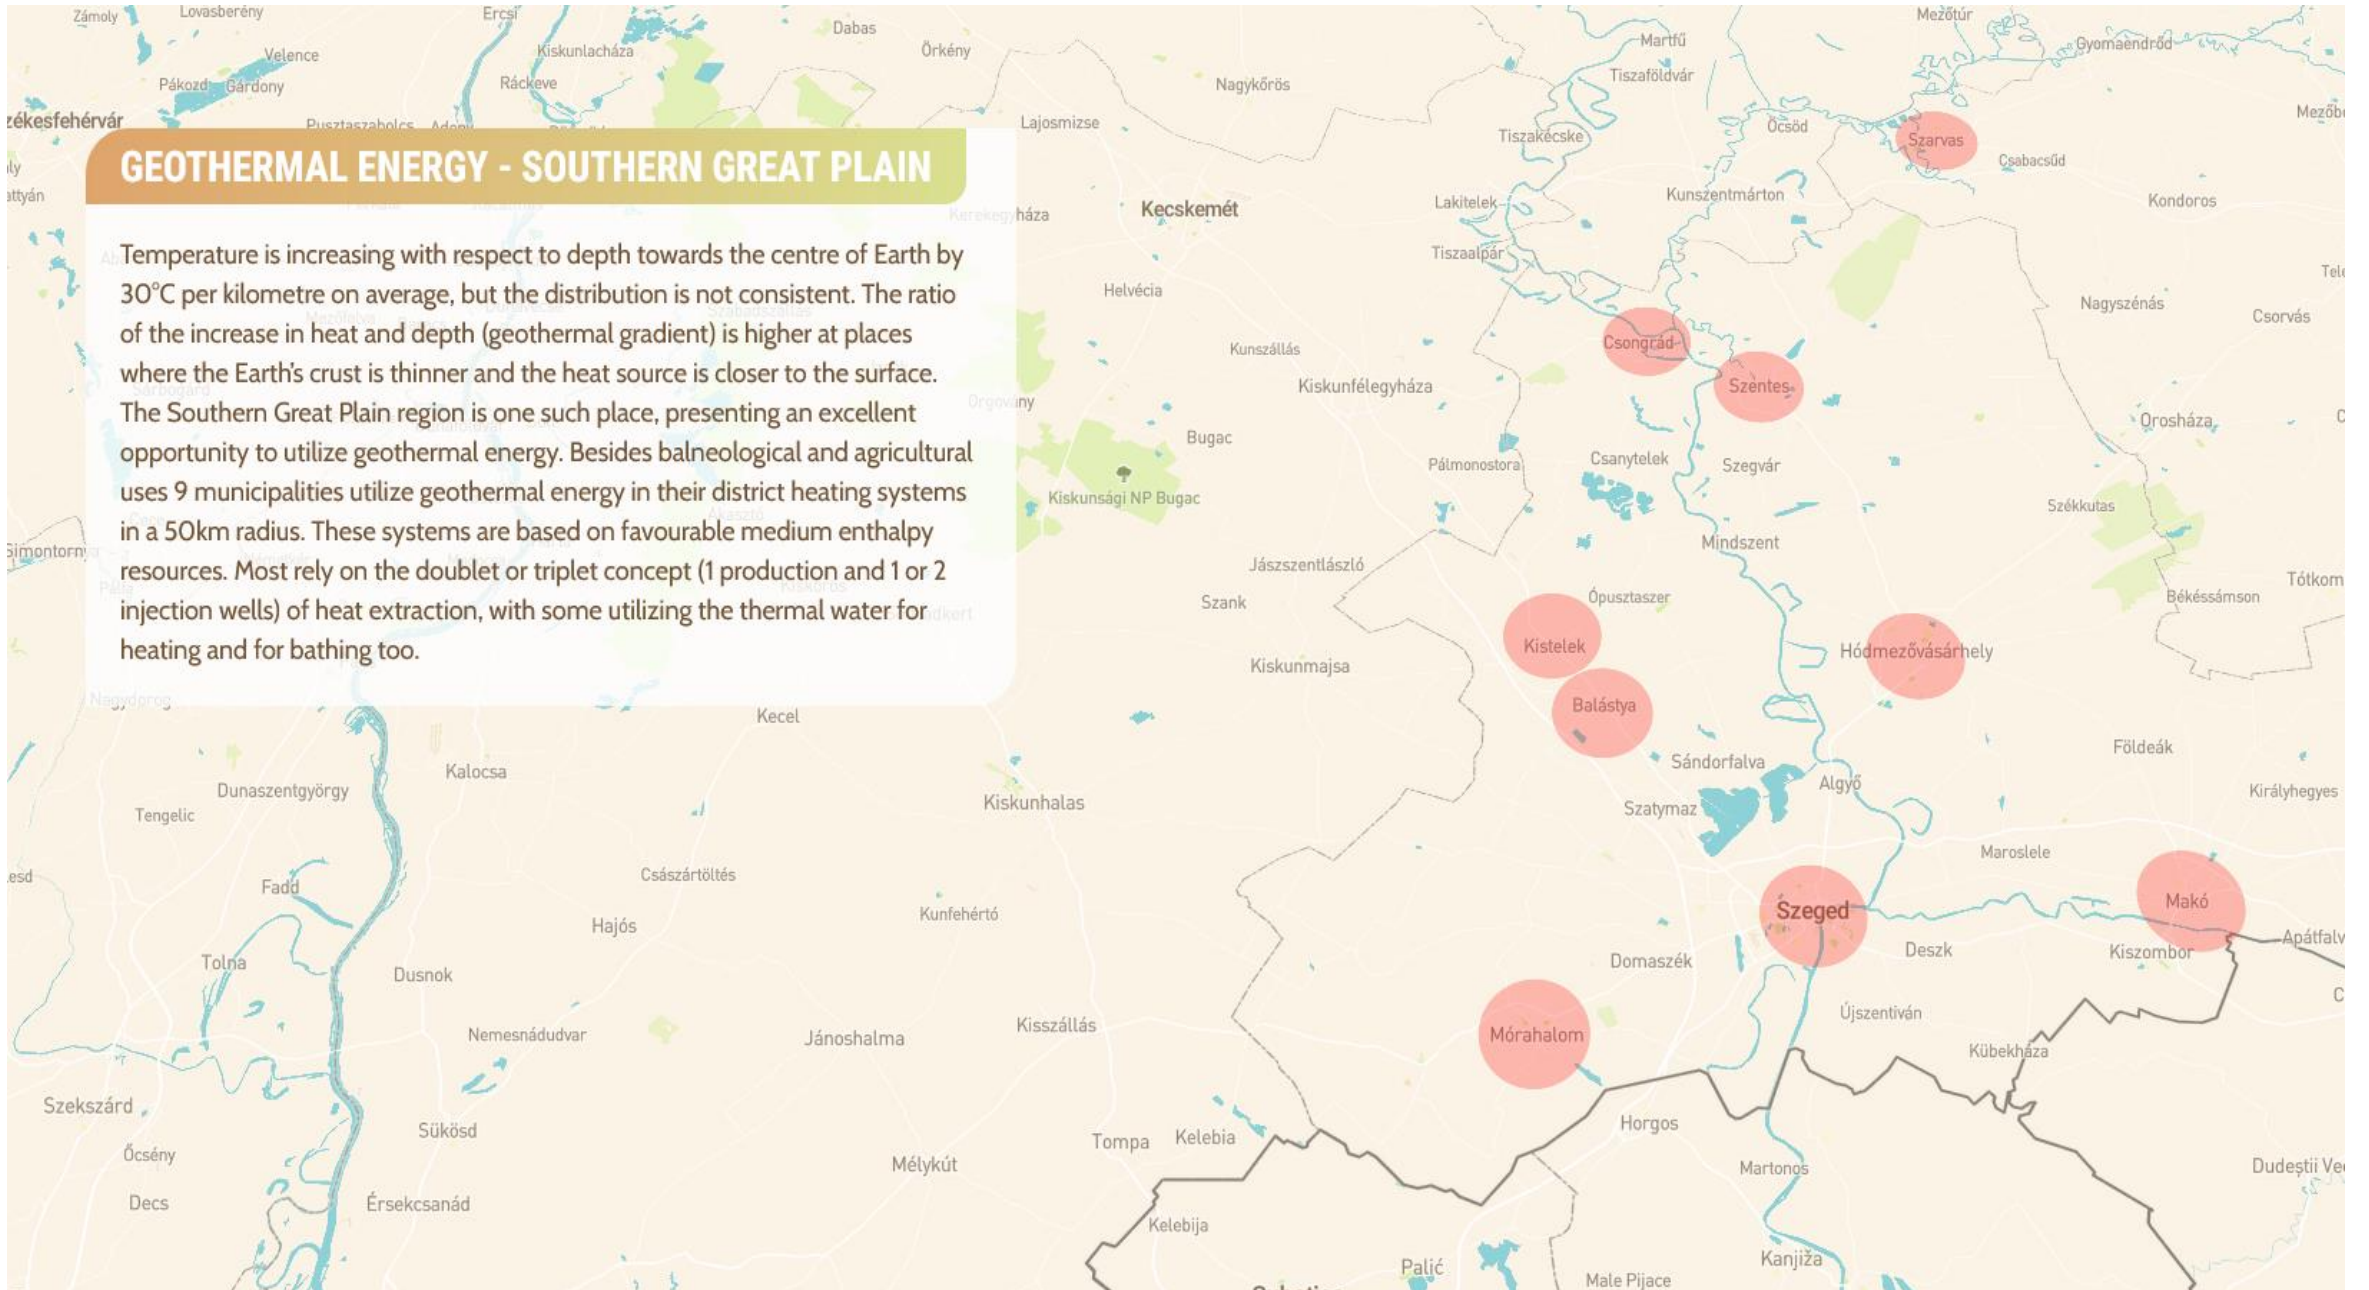 Zámoly
Lovasberény
Ercsi
Dabas
Mezőtúr
Velence
Kiskunlacháza
Örkény
Martfű
Gyomaendrőd
Pákozd
Gárdony
Ráckeve
Nagykőrös
Tiszaföldvár
zékesfehérvár
Pusztaszabolcs
Adony
Lajosmizse
Tiszakécske
Öcsöd
Szarvas
Csabacsűd
GEOTHERMAL ENERGY - SOUTHERN GREAT PLAIN
attyán
Kerekegyháza
Kecskemét
Lakitelek
Kunszentmárton
Kondoros
Temperature is increasing with respect to depth towards the centre of Earth by
30°C per kilometre on average, but the distribution is not consistent. The ratio
of the increase in heat and depth (geothermal gradient) is higher at places
where the Earth's crust is thinner and the heat source is closer to the surface.
The Southern Great Plain region is one such place, presenting an excellent
opportunity to utilize geothermal energy. Besides balneological and agricultural
uses 9 municipalities utilize geothermal energy in their district heating systems
in a 50km radius. These systems are based on favourable medium enthalpy
resources. Most rely on the doublet or triplet concept (1 production and 1 or 2
injection wells) of heat extraction, with some utilizing the thermal water for
heating and for bathing too.
Tiszaalpár
Helvécia
Nagyszénás
Csorvás
Csongrád
Kunszállás
Kiskunfélegyháza
Szentes
Orgovány
Orosháza
Bugac
Pálmonostora
Csanytelek
Szegvár
Kiskunsági NP Bugac
Székkutas
Simontornya
Mindszent
Jászszentlászló
Tótkom
Szank
Ópusztaszer
Békéssámson
Kistelek
Hódmezővásárhely
Kiskunmajsa
Nagydorog
Balástya
Kecel
Földeák
Kalocsa
Sándorfalva
Algyő
Dunaszentgyörgy
Királyhegyes
Tengelic
Kiskunhalas
Szatymaz
Maroslele
esd
Fadd
Császártöltés
Makó
Hajós
Kunfehértó
Szeged
Apátfalv
Tolna
Dusnok
Domaszék
Deszk
Kiszombor
Nemesnádudvar
Jánoshalma
Kisszállás
Mórahalom
Újszentiván
Kübekháza
Szekszárd
Sükösd
Horgos
Őcsény
Tompa
Kelebia
Mélykút
Martonos
Dudeștii Ve
Decs
Érsekcsanád
Kelebija
Palić
Kanjiža
Male Pijace